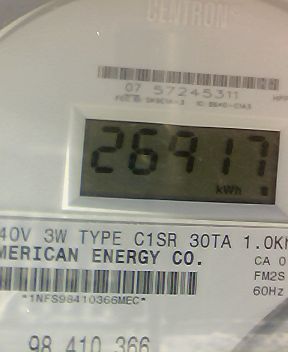 CENTRON
07 57245311
26917
kWh
40V 3W TYPE C1SR 30TA 1.0Kh
MERICAN ENERGY CO.
CA 0
FM2S
60Hz
*1NFS98410366MEC*
98 410 366